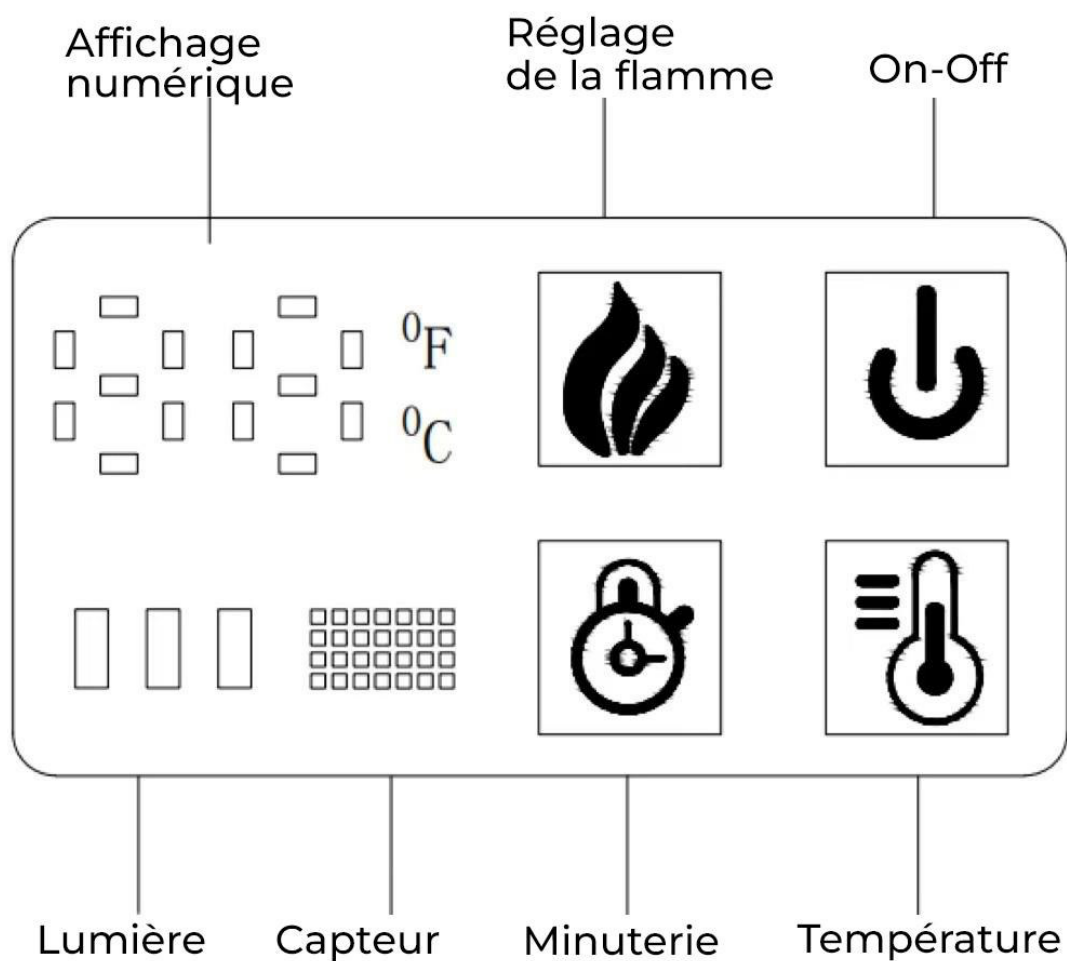 Affichage
numérique
Réglage
de la flamme
On-Off
⁰F
⁰C
Lumière
Capteur
Minuterie
Température